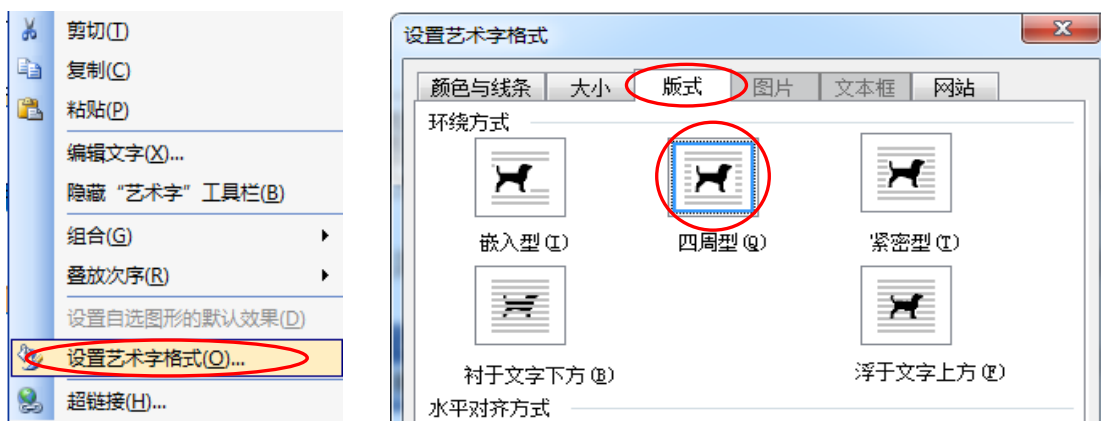 剪切(T)
复制(C)
粘贴(P)
编辑文字(X)...
隐藏“艺术字”工具栏(B)
组合(G)
叠放次序(R)
设置自选图形的默认效果(D)
设置艺术字格式(O)...
超链接(H)...
设置艺术字格式
颜色与线条 大小 版式 图片 文本框 网站
环绕方式
嵌入型(I) 四周型(Q) 紧密型(T)
衬于文字下方(B) 浮于文字上方(F)
水平对齐方式